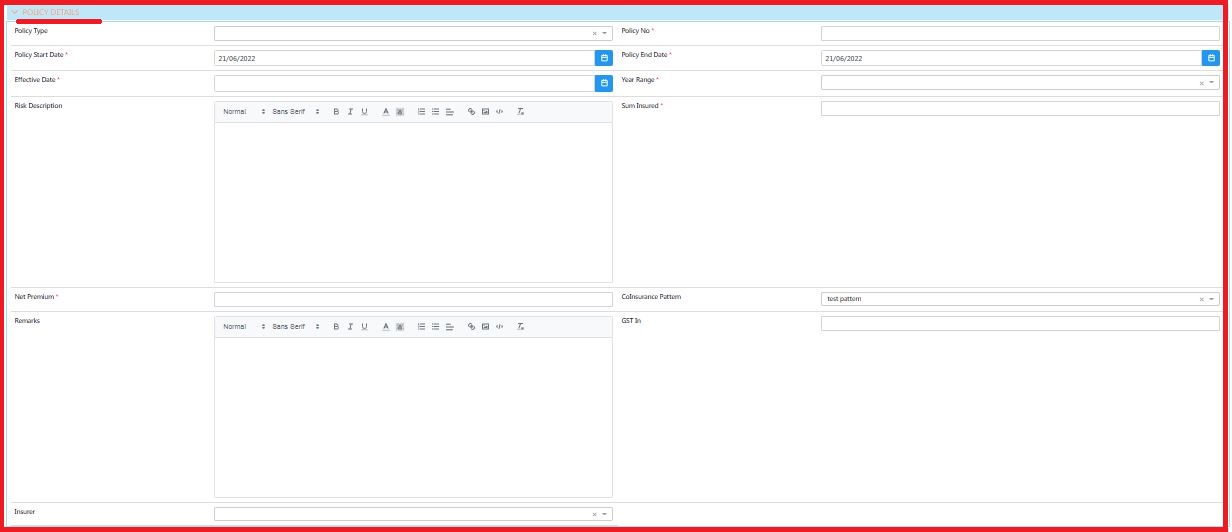 POLICY DETAILS
Policy Type
Policy No *
Policy Start Date * 21/06/2022
Policy End Date * 21/06/2022
Effective Date *
Year Range *
Risk Description
Normal Sans Serif B I U A A
Sum Insured *
Net Premium *
CoInsurance Pattern test pattern
Remarks
Normal Sans Serif B I U A A
GST In
Insurer